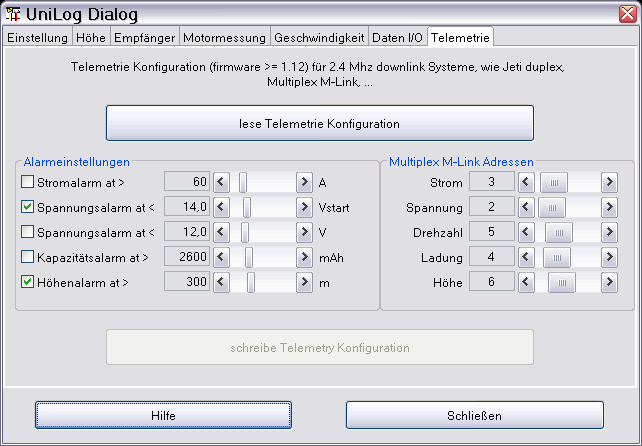 UniLog Dialog
Einstellung Höhe Empfänger Motormessung Geschwindigkeit Daten I/O Telemetrie
Telemetrie Konfiguration (firmware >= 1.12) für 2.4 Mhz downlink Systeme, wie Jeti duplex,
Multiplex M-Link, ...
lese Telemetrie Konfiguration
Alarmeinstellungen
Stromalarm at > 60 A
Spannungsalarm at < 14,0 Vstart
Spannungsalarm at < 12,0 V
Kapazitätsalarm at > 2600 mAh
Höhenalarm at > 300 m
Multiplex M-Link Adressen
Strom 3
Spannung 2
Drehzahl 5
Ladung 4
Höhe 6
schreibe Telemetry Konfiguration
Hilfe Schließen